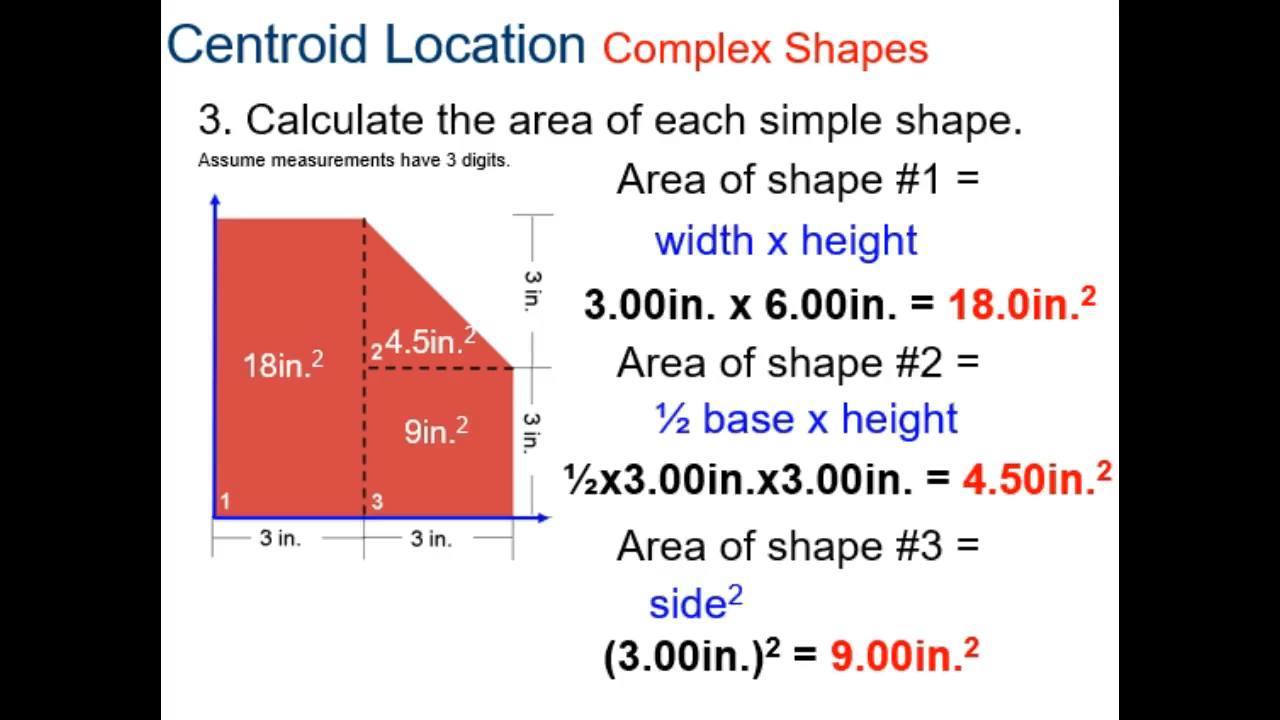 Centroid Location Complex Shapes
3. Calculate the area of each simple shape.
Assume measurements have 3 digits.
Area of shape #1 =
width x height
3.00in. x 6.00in. = 18.0in.²
Area of shape #2 =
½ base x height
½x3.00in.x3.00in. = 4.50in.²
Area of shape #3 =
side²
(3.00in.)² = 9.00in.²
18in.²
2
4.5in.²
9in.²
1
3
3 in.
3 in.
3 in.
3 in.